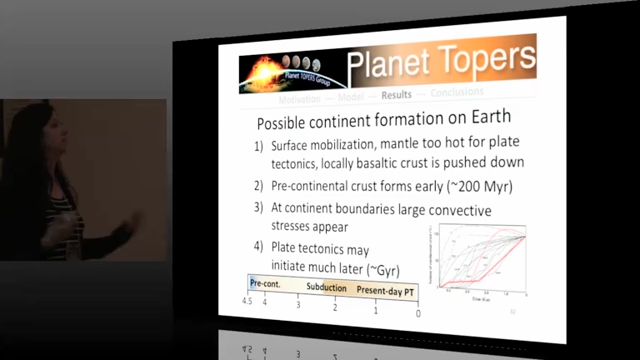 Planet TOPERS Group
Planet Topers
Motivation — Model — Results — Conclusions
Possible continent formation on Earth
1) Surface mobilization, mantle too hot for plate
tectonics, locally basaltic crust is pushed down
2) Pre-continental crust forms early (~200 Myr)
3) At continent boundaries large convective
stresses appear
4) Plate tectonics may
initiate much later (~Gyr)
Pre-cont. Subduction Present-day PT
4.5 4 3 2 1 0